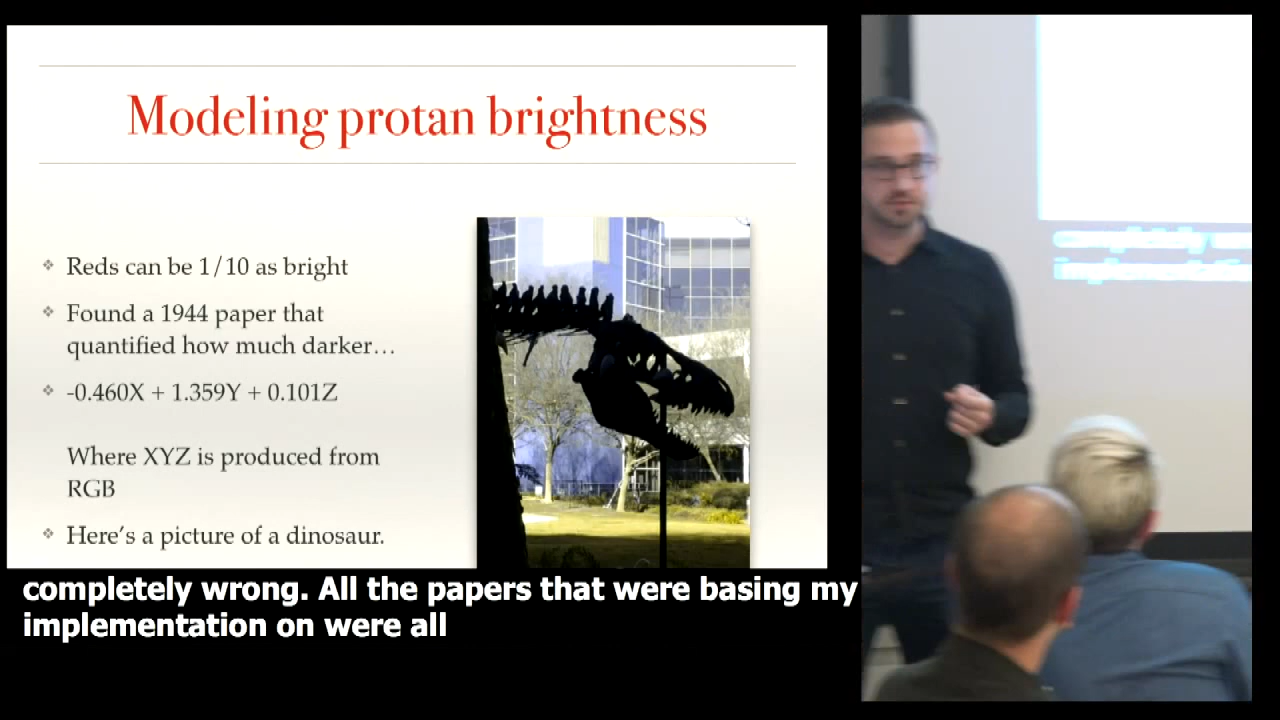 Modeling protan brightness
Reds can be 1/10 as bright
Found a 1944 paper that
quantified how much darker…
-0.460X + 1.359Y + 0.101Z
Where XYZ is produced from
RGB
Here's a picture of a dinosaur.
completely wrong. All the papers that were basing my
implementation on were all
completely
implementation